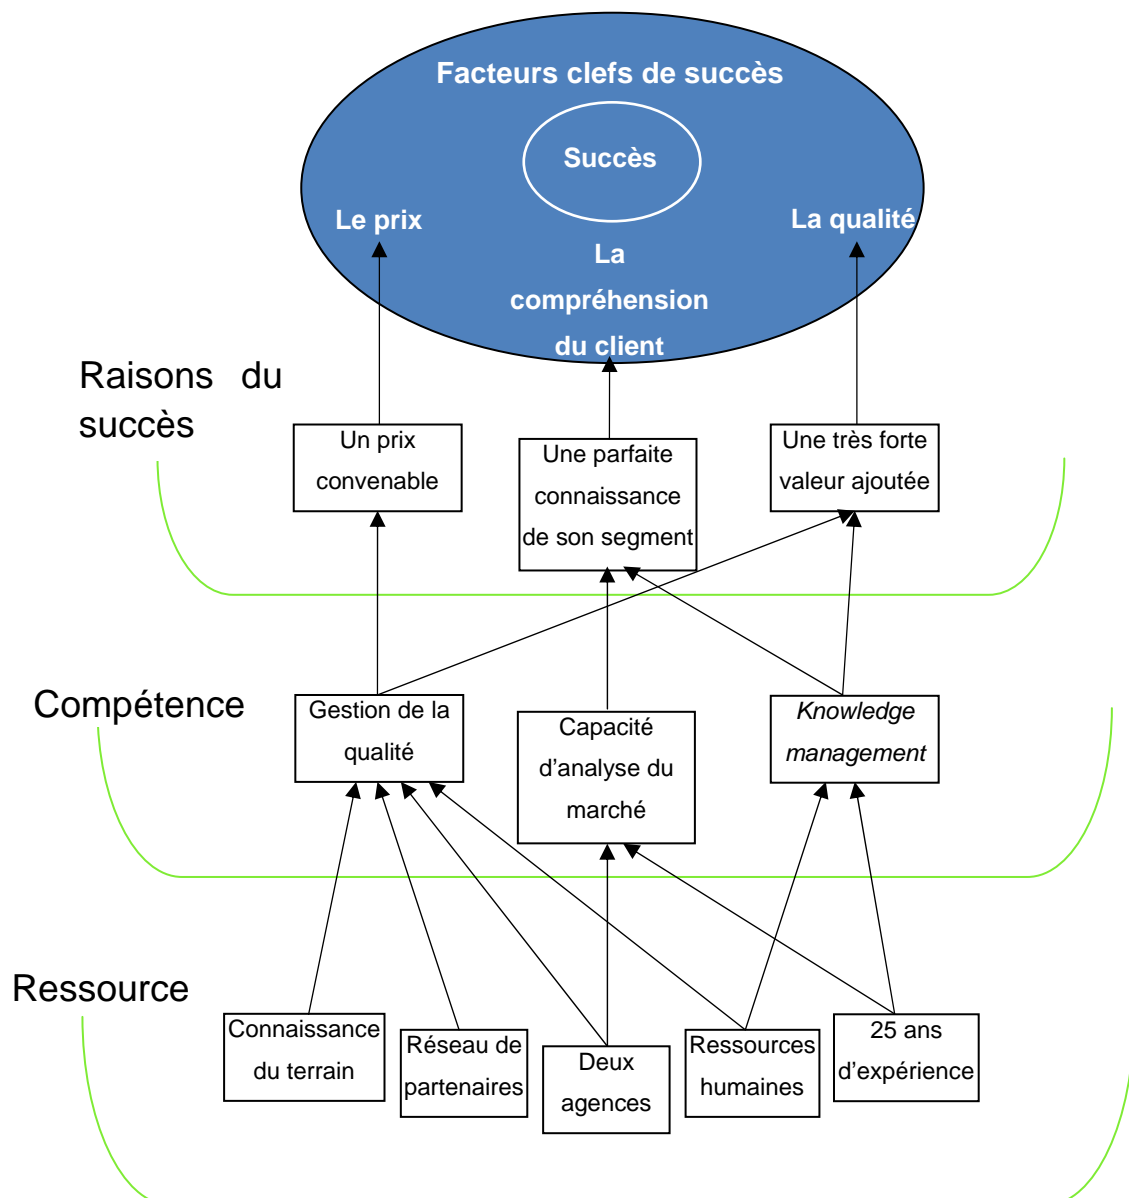 Facteurs clefs de succès
Succès
Le prix
La qualité
La
compréhension
du client
Raisons du
succès
Un prix
convenable
Une parfaite
connaissance
de son segment
Une très forte
valeur ajoutée
Compétence
Gestion de la
qualité
Capacité
d’analyse du
marché
Knowledge
management
Ressource
Connaissance
du terrain
Réseau de
partenaires
Deux
agences
Ressources
humaines
25 ans
d’expérience